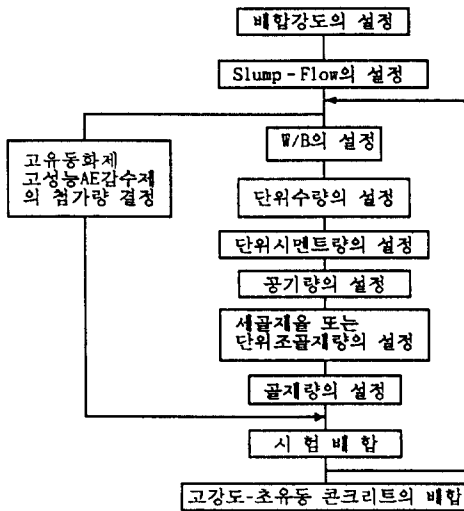 배합강도의 설정
Slump-Flow의 설정
W/B의 설정
고유동화제
고성능AE감수제
의 첨가량 결정
단위수량의 설정
단위시멘트량의 설정
공기량의 설정
세골재율 또는
단위조골재량의 설정
골재량의 설정
시 험 배 합
고강도-초유동 콘크리트의 배합